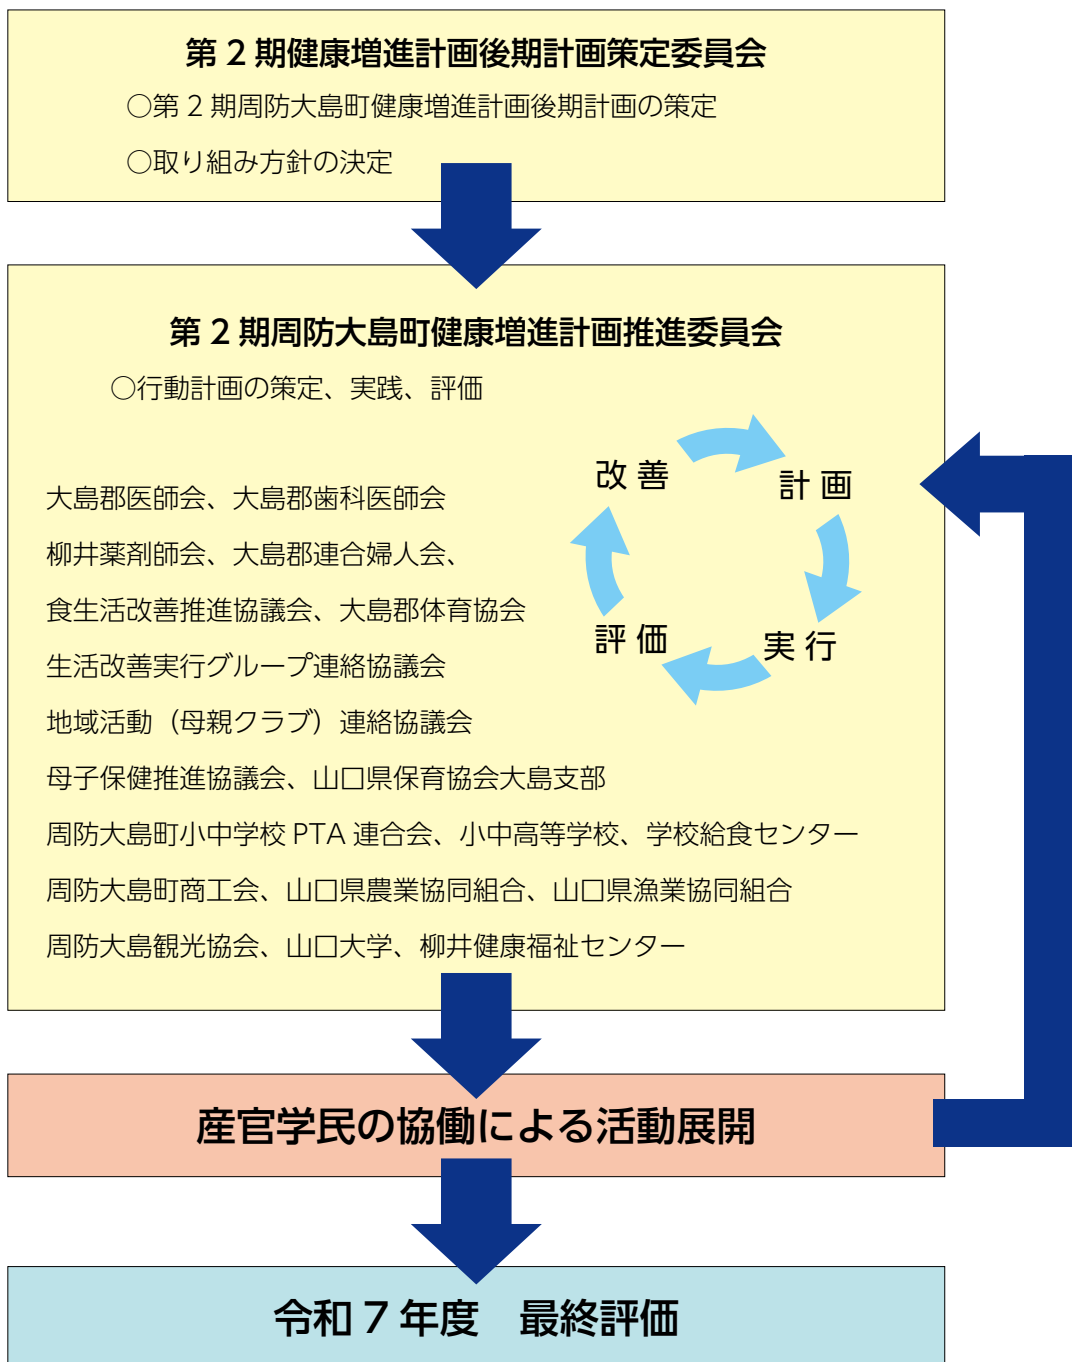 第2期健康増進計画後期計画策定委員会
○第2期周防大島町健康増進計画後期計画の策定
○取り組み方針の決定
第2期周防大島町健康増進計画推進委員会
○行動計画の策定、実践、評価
改善
計画
実行
評価
大島郡医師会、大島郡歯科医師会
柳井薬剤師会、大島郡連合婦人会、
食生活改善推進協議会、大島郡体育協会
生活改善実行グループ連絡協議会
地域活動（母親クラブ）連絡協議会
母子保健推進協議会、山口県保育協会大島支部
周防大島町小中学校 PTA 連合会、小中高等学校、学校給食センター
周防大島町商工会、山口県農業協同組合、山口県漁業協同組合
周防大島観光協会、山口大学、柳井健康福祉センター
産官学民の協働による活動展開
令和7年度　最終評価